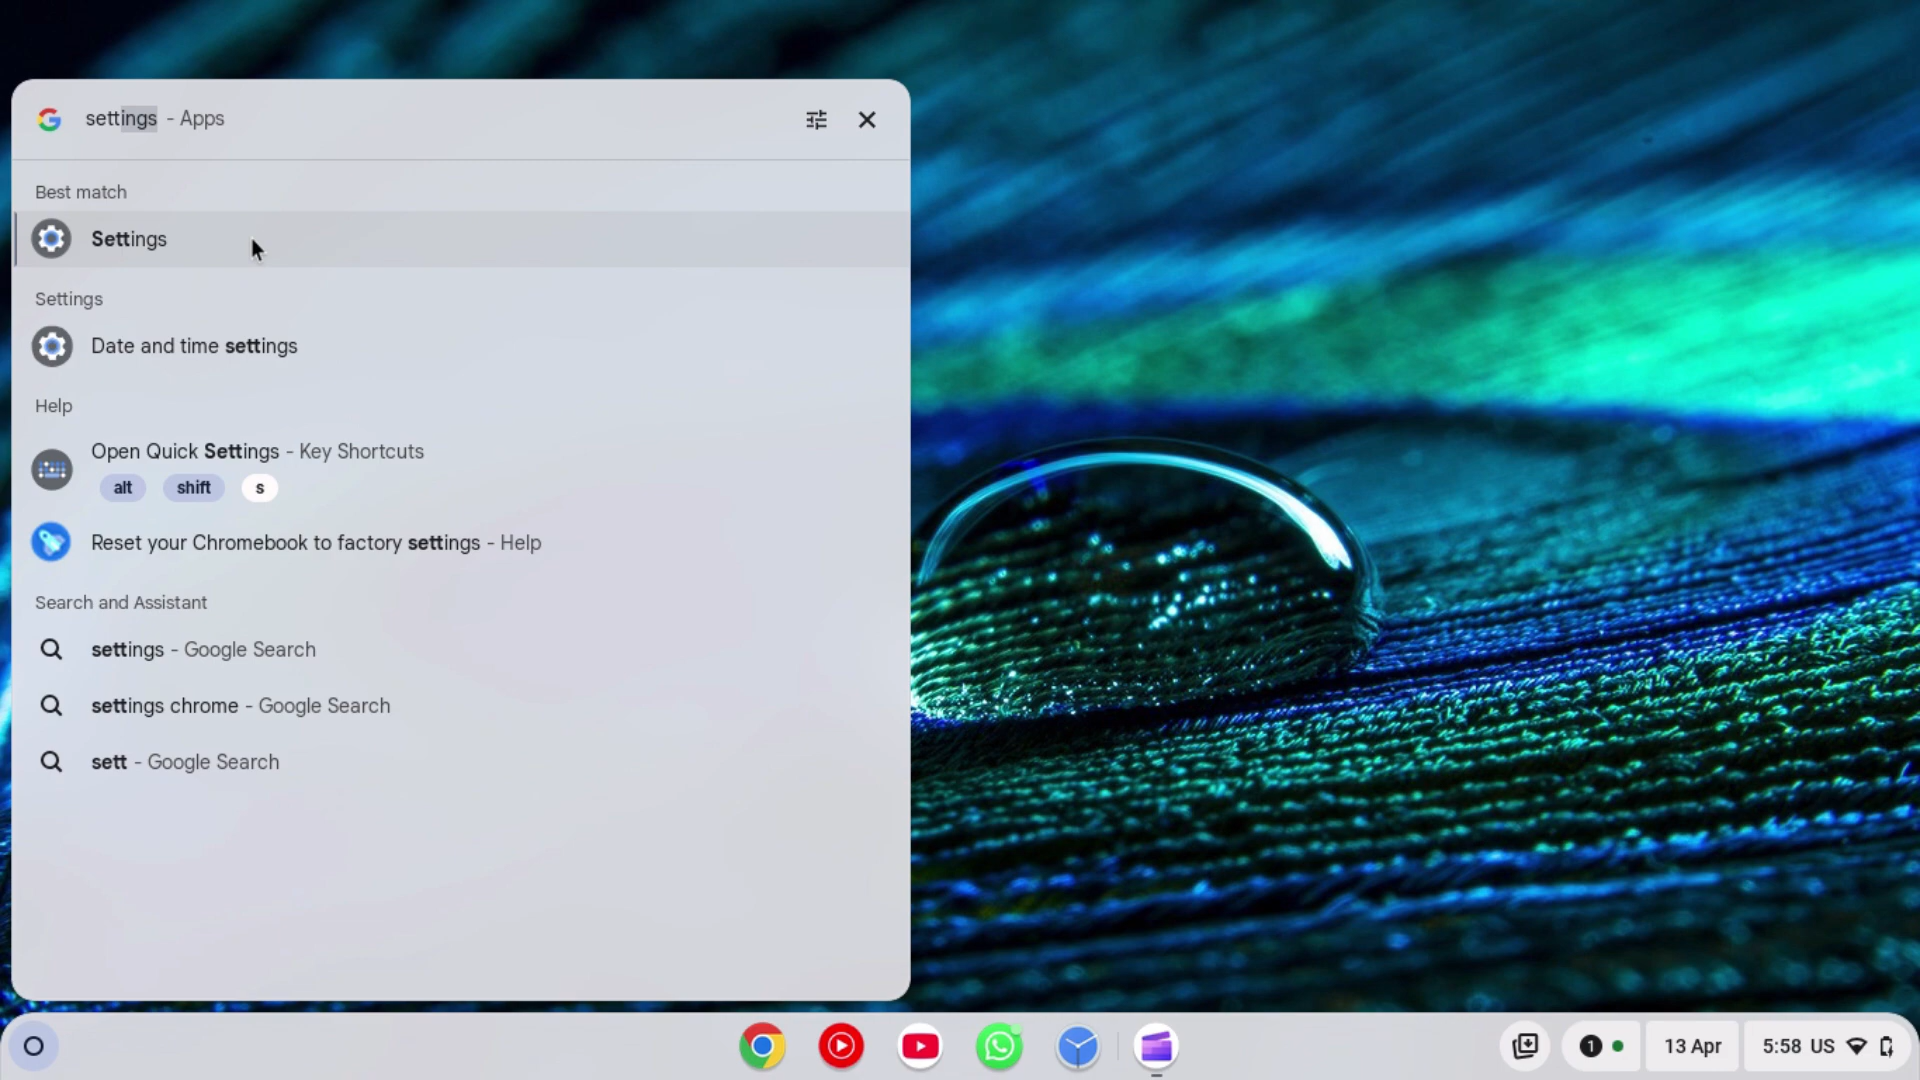 settings - Apps
Best match
Settings
Settings
Date and time settings
Help
Open Quick Settings - Key Shortcuts
alt shift s
Reset your Chromebook to factory settings - Help
Search and Assistant
settings - Google Search
settings chrome - Google Search
sett - Google Search
1 13 Apr 5:58 US